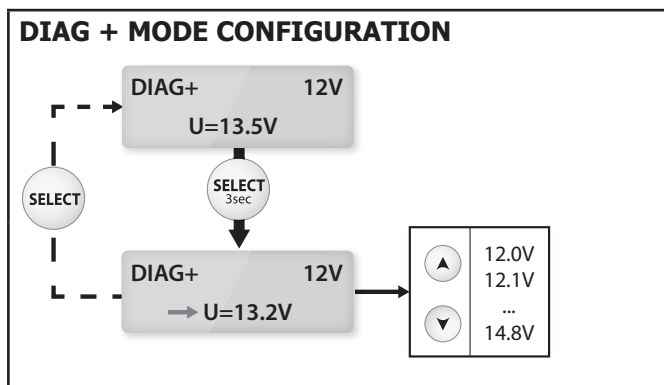 DIAG + MODE CONFIGURATION
DIAG+ 12V
U=13.5V
SELECT
SELECT
3sec
DIAG+ 12V
U=13.2V
12.0V
12.1V
...
14.8V